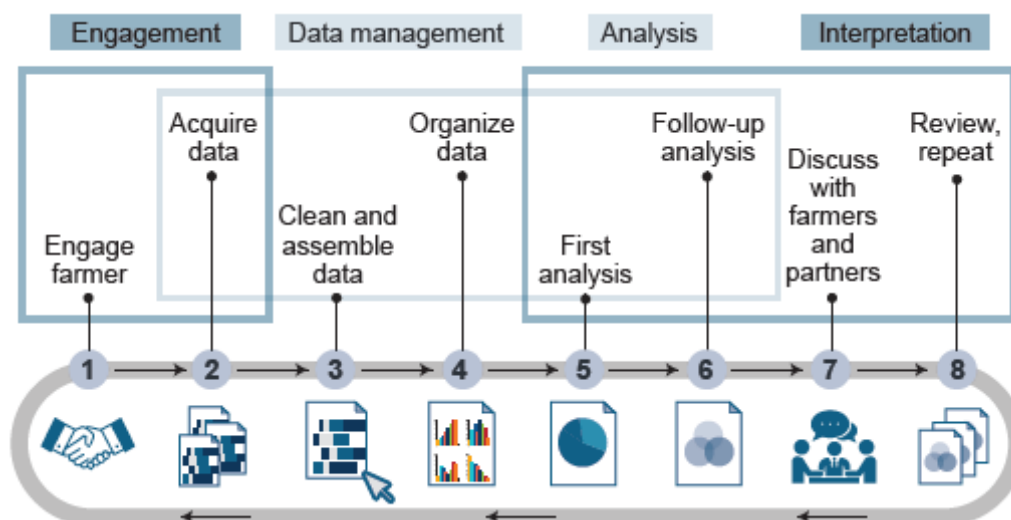 Engagement
Data management
Analysis
Interpretation
Engage
farmer
Acquire
data
Clean and
assemble
data
Organize
data
First
analysis
Follow-up
analysis
Discuss
with
farmers
and
partners
Review,
repeat
1
2
3
4
5
6
7
8